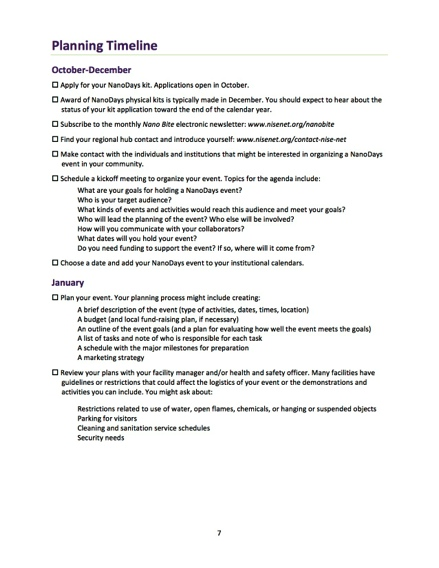 Planning Timeline
October-December
☐ Apply for your NanoDays kit. Applications open in October.
☐ Award of NanoDays physical kits is typically made in December. You should expect to hear about the
status of your kit application toward the end of the calendar year.
☐ Subscribe to the monthly Nano Bite electronic newsletter: www.nisenet.org/nanobite
☐ Find your regional hub contact and introduce yourself: www.nisenet.org/contact-nise-net
☐ Make contact with the individuals and institutions that might be interested in organizing a NanoDays
event in your community.
☐ Schedule a kickoff meeting to organize your event. Topics for the agenda include:
What are your goals for holding a NanoDays event?
Who is your target audience?
What kinds of events and activities would reach this audience and meet your goals?
Who will lead the planning of the event? Who else will be involved?
How will you communicate with your collaborators?
What dates will you hold your event?
Do you need funding to support the event? If so, where will it come from?
☐ Choose a date and add your NanoDays event to your institutional calendars.
January
☐ Plan your event. Your planning process might include creating:
A brief description of the event (type of activities, dates, times, location)
A budget (and local fund-raising plan, if necessary)
An outline of the event goals (and a plan for evaluating how well the event meets the goals)
A list of tasks and note of who is responsible for each task
A schedule with the major milestones for preparation
A marketing strategy
☐ Review your plans with your facility manager and/or health and safety officer. Many facilities have
guidelines or restrictions that could affect the logistics of your event or the demonstrations and
activities you can include. You might ask about:
Restrictions related to use of water, open flames, chemicals, or hanging or suspended objects
Parking for visitors
Cleaning and sanitation service schedules
Security needs
7